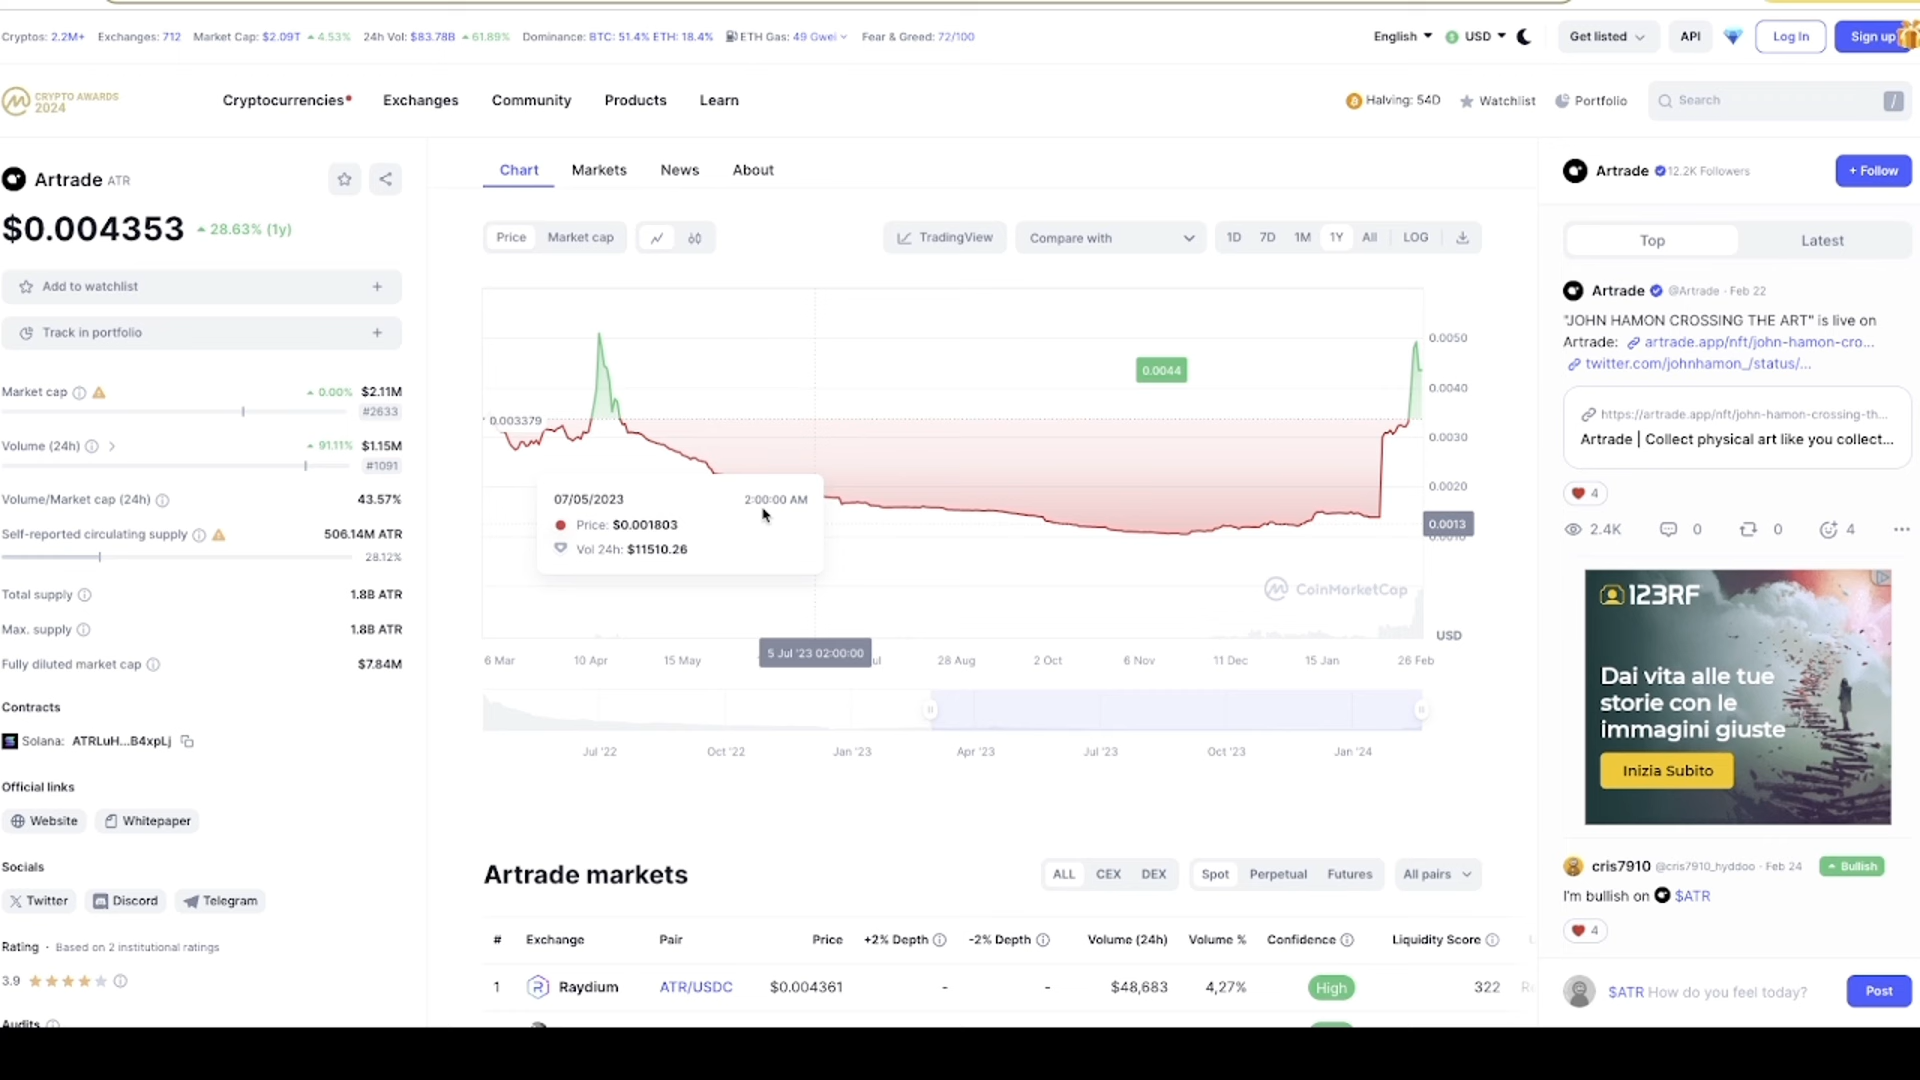 Cryptos: 2.2M+ Exchanges: 712 Market Cap: $2.09T 4.53% 24h Vol: $83.78B 61.89% Dominance: BTC: 51.4% ETH: 18.4% ETH Gas: 49 Gwei Fear & Greed: 72/100
English USD Get listed API Log In Sign up
CRYPTO AWARDS
2024
Cryptocurrencies Exchanges Community Products Learn
Halving: 54D Watchlist Portfolio Search /
Artrade ATR
$0.004353 28.63% (1y)
Add to watchlist +
Track in portfolio +
Market cap 0.00% $2.11M
#2633
Volume (24h) 91.11% $1.15M
#1091
Volume/Market cap (24h) 43.57%
Self-reported circulating supply 506.14M ATR
28.12%
Total supply 1.8B ATR
Max. supply 1.8B ATR
Fully diluted market cap $7.84M
Contracts
Solana: ATRLuH...B4xpLj
Official links
Website Whitepaper
Socials
Twitter Discord Telegram
Rating · Based on 2 institutional ratings
3.9
Audits
Chart Markets News About
Price Market cap
TradingView Compare with 1D 7D 1M 1Y All LOG
0.0050
0.0044
0.0040
0.003379
0.0030
0.0020
0.0013
07/05/2023 2:00:00 AM
Price: $0.001803
Vol 24h: $11510.26
CoinMarketCap
USD
6 Mar 10 Apr 15 May 5 Jul '23 02:00:00 28 Aug 2 Oct 6 Nov 11 Dec 15 Jan 26 Feb
Jul '22 Oct '22 Jan '23 Apr '23 Jul '23 Oct '23 Jan '24
Artrade markets
ALL CEX DEX Spot Perpetual Futures All pairs
# Exchange Pair Price +2% Depth -2% Depth Volume (24h) Volume % Confidence Liquidity Score
1 Raydium ATR/USDC $0.004361 - - $48,683 4,27% High 322
Artrade 12.2K Followers + Follow
Top Latest
Artrade @Artrade · Feb 22
"JOHN HAMON CROSSING THE ART" is live on
Artrade: artrade.app/nft/john-hamon-cro...
twitter.com/johnhamon_/status/...
https://artrade.app/nft/john-hamon-crossing-th...
Artrade | Collect physical art like you collect...
4
2.4K 0 0 4
123RF
Dai vita alle tue
storie con le
immagini giuste
Inizia Subito
cris7910 @cris7910_hyddoo · Feb 24 Bullish
I'm bullish on $ATR
4
$ATR How do you feel today? Post